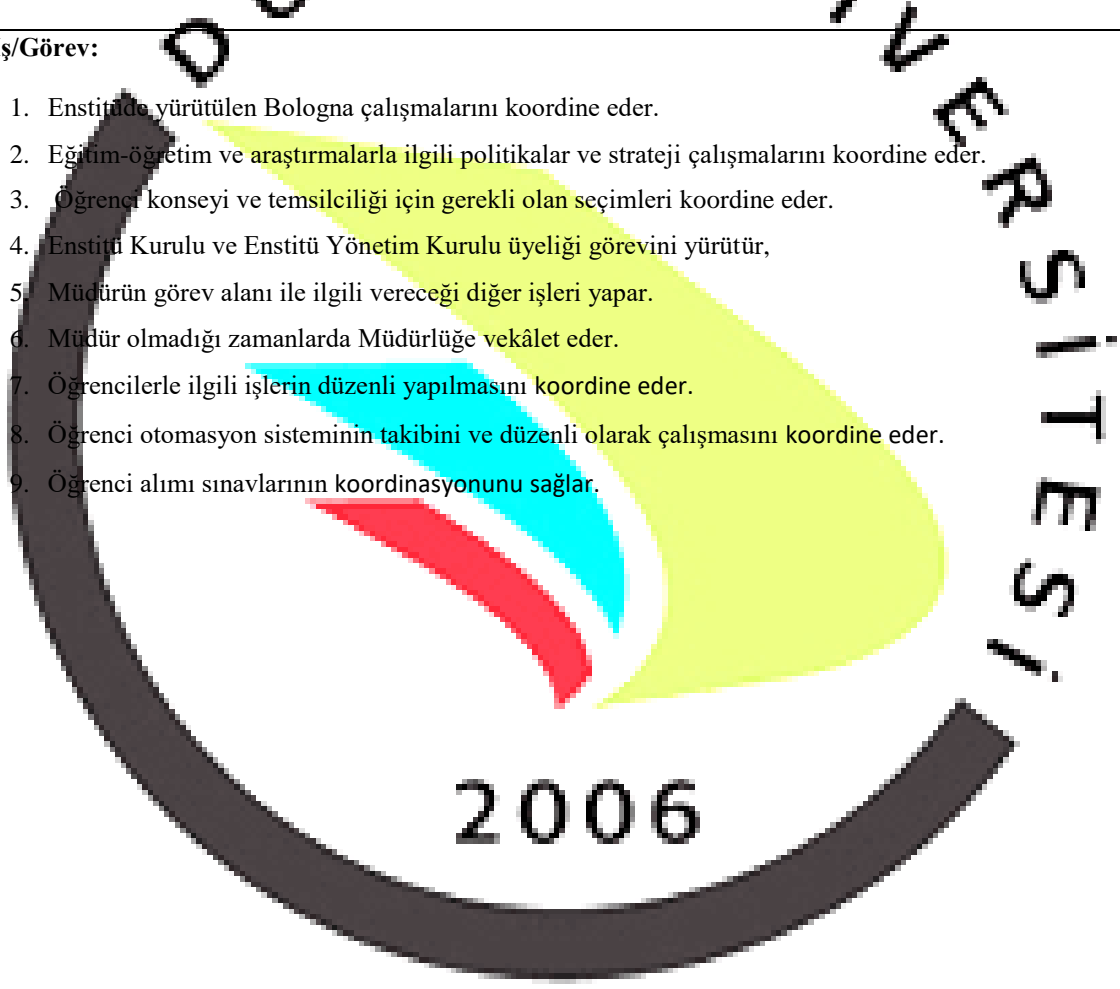 ş/Görev:
1. Enstitüde yürütülen Bologna çalışmalarını koordine eder.
2. Eğitim-öğretim ve araştırmalarla ilgili politikalar ve strateji çalışmalarını koordine eder.
3. Öğrenci konseyi ve temsilciliği için gerekli olan seçimleri koordine eder.
4. Enstitü Kurulu ve Enstitü Yönetim Kurulu üyeliği görevini yürütür,
5. Müdürün görev alanı ile ilgili vereceği diğer işleri yapar.
6. Müdür olmadığı zamanlarda Müdürlüğe vekâlet eder.
7. Öğrencilerle ilgili işlerin düzenli yapılmasını koordine eder.
8. Öğrenci otomasyon sisteminin takibini ve düzenli olarak çalışmasını koordine eder.
9. Öğrenci alımı sınavlarının koordinasyonunu sağlar.
VERSİTESİ
2006